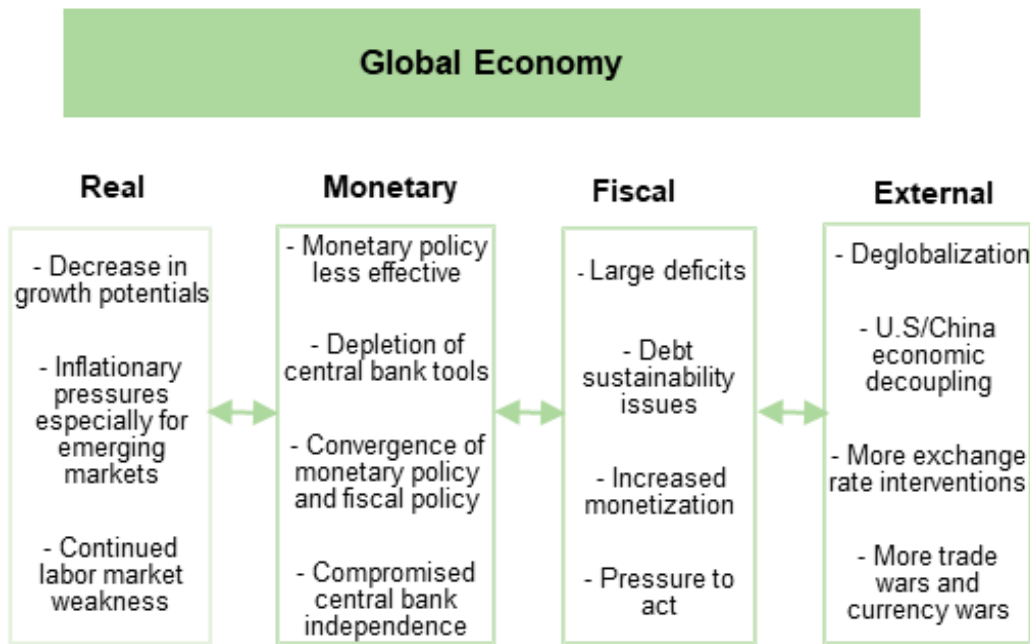 Global Economy
Real
- Decrease in
growth potentials
- Inflationary
pressures
especially for
emerging
markets
- Continued
labor market
weakness
Monetary
- Monetary policy
less effective
- Depletion of
central bank tools
- Convergence of
monetary policy
and fiscal policy
- Compromised
central bank
independence
Fiscal
- Large deficits
- Debt
sustainability
issues
- Increased
monetization
- Pressure to
act
External
- Deglobalization
- U.S/China
economic
decoupling
- More exchange
rate interventions
- More trade
wars and
currency wars